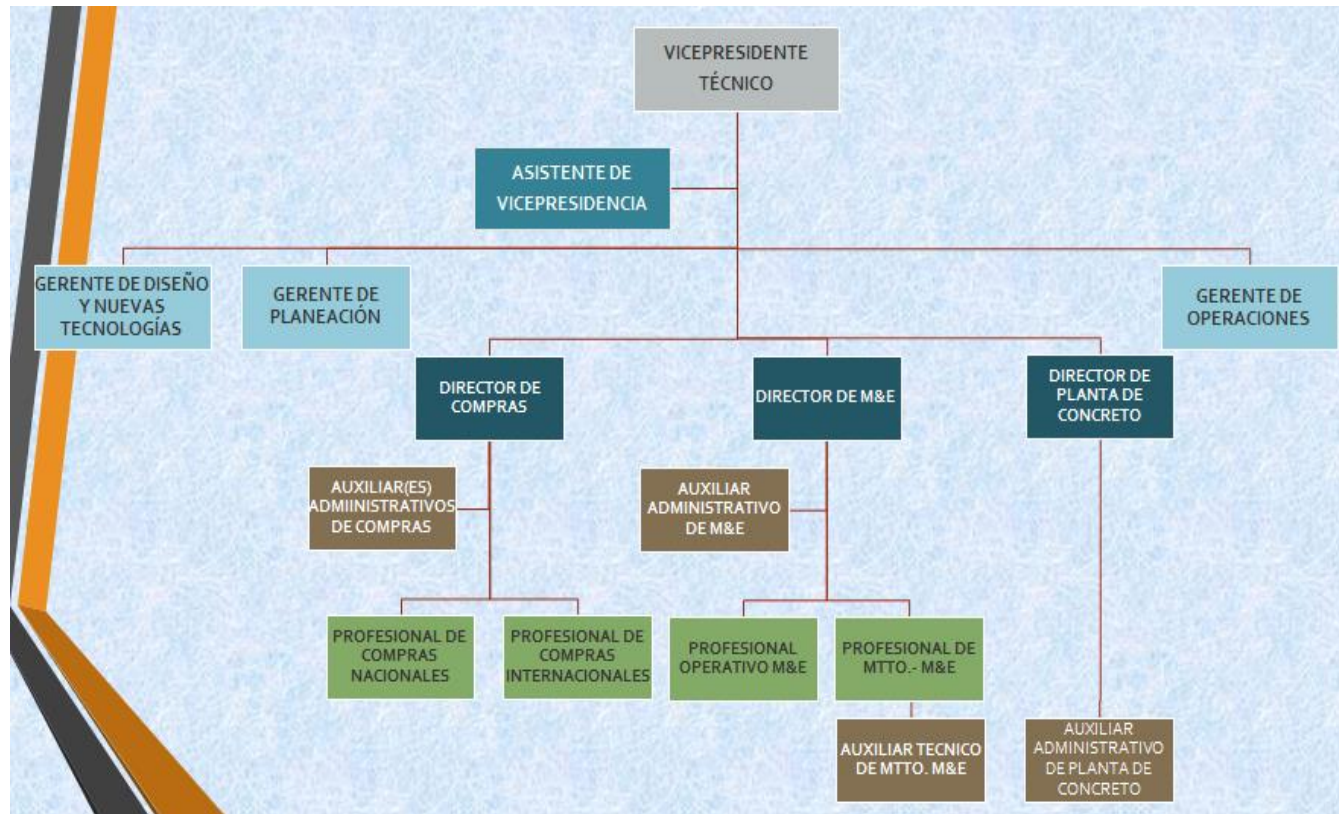 VICEPRESIDENTE
TÉCNICO
ASISTENTE DE
VICEPRESIDENCIA
GERENTE DE DISEÑO
Y NUEVAS
TECNOLOGÍAS
GERENTE DE
PLANEACIÓN
GERENTE DE
OPERACIONES
DIRECTOR DE
COMPRAS
DIRECTOR DE M&E
DIRECTOR DE
PLANTA DE
CONCRETO
AUXILIAR(ES)
ADMIINISTRATIVOS
DE COMPRAS
AUXILIAR
ADMINISTRATIVO
DE M&E
PROFESIONAL DE
COMPRAS
NACIONALES
PROFESIONAL DE
COMPRAS
INTERNACIONALES
PROFESIONAL
OPERATIVO M&E
PROFESIONAL DE
MTTO.- M&E
AUXILIAR TECNICO
DE MTTO. M&E
AUXILIAR
ADMINISTRATIVO
DE PLANTA DE
CONCRETO